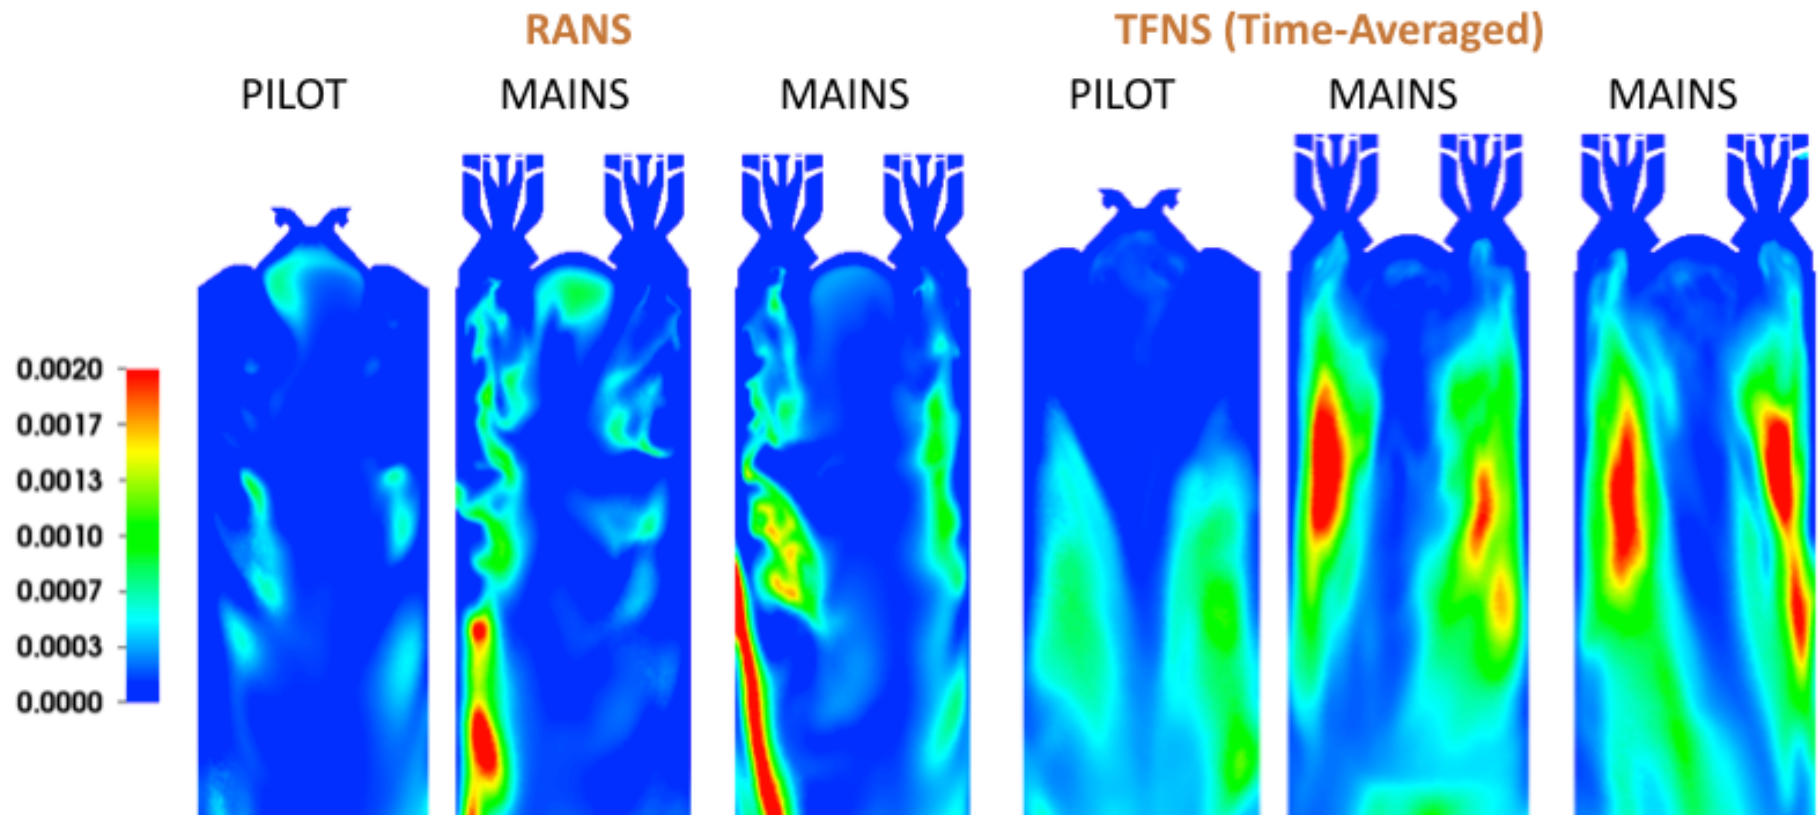 RANS
TFNS (Time-Averaged)
PILOT
MAINS
MAINS
PILOT
MAINS
MAINS
0.0020
0.0017
0.0013
0.0010
0.0007
0.0003
0.0000